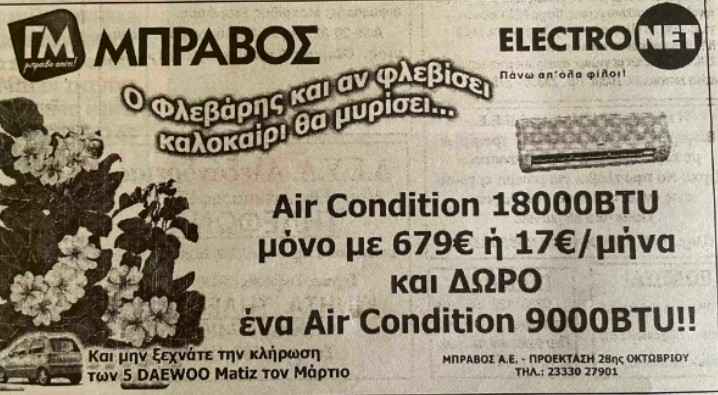 ΓΜ
μπράβο σπίτι!
ΜΠΡΑΒΟΣ
ELECTRONET
Πάνω απ'όλα φίλοι!
Ο Φλεβάρης και αν φλεβίσει
καλοκαίρι θα μυρίσει...
Air Condition 18000BTU
μόνο με 679€ ή 17€/μήνα
και ΔΩΡΟ
ένα Air Condition 9000BTU!!
Και μην ξεχνάτε την κλήρωση
των 5 DAEWOO Matiz τον Μάρτιο
ΜΠΡΑΒΟΣ Α.Ε. - ΠΡΟΕΚΤΑΣΗ 28ης ΟΚΤΩΒΡΙΟΥ
ΤΗΛ.: 23330 27901